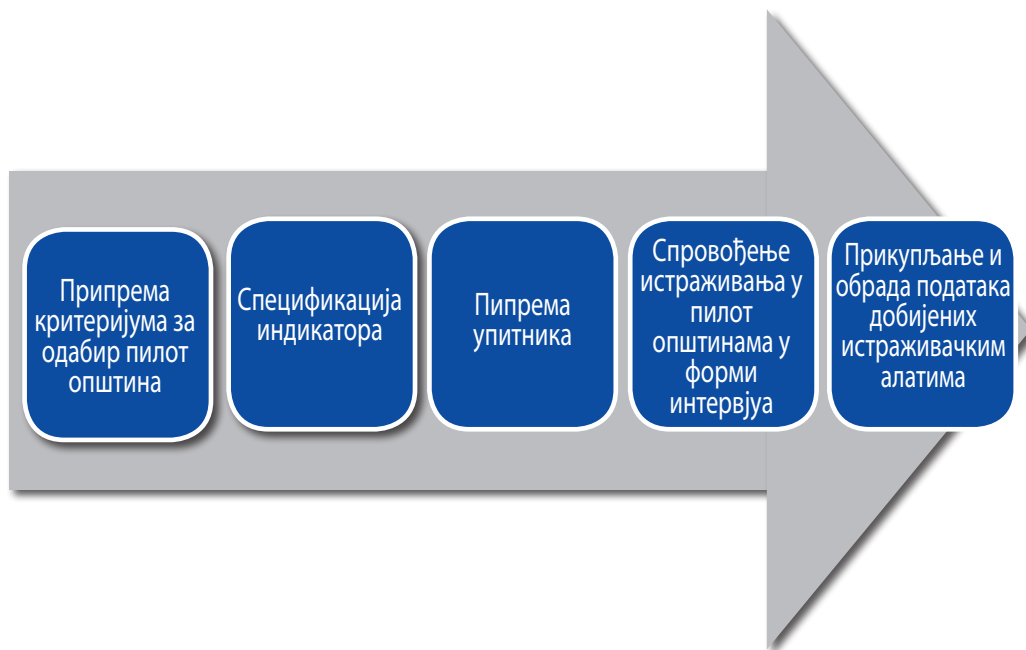 Припрема
критеријума за
одабир пилот
општина
Спецификација
индикатора
Пипрема
упитника
Спровођење
истраживања у
пилот
општинама у
форми
интервјуа
Прикупљање и
обрада података
добијених
истраживачким
алатима